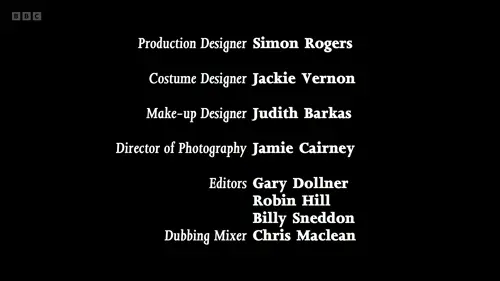 BBC
Production Designer Simon Rogers
Costume Designer Jackie Vernon
Make-up Designer Judith Barkas
Director of Photography Jamie Cairney
Editors Gary Dollner
Robin Hill
Billy Sneddon
Dubbing Mixer Chris Maclean